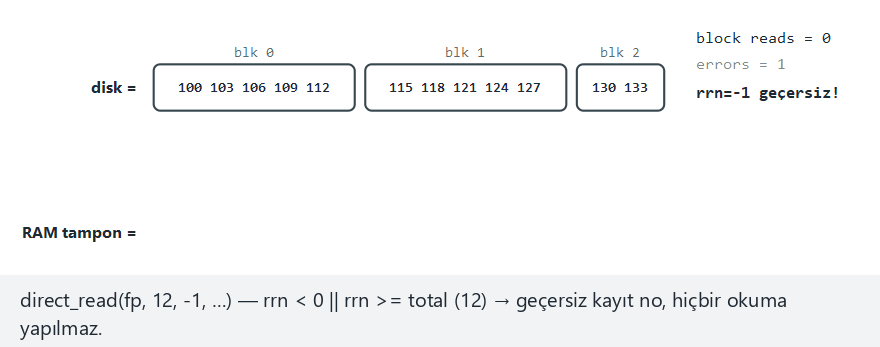 block reads = 0
blk 0 blk 1 blk 2
errors = 1
disk = 100 103 106 109 112 115 118 121 124 127 130 133
rrn=-1 geçersiz!
RAM tampon =
direct_read(fp, 12, -1, ...) — rrn < 0 || rrn >= total (12) → geçersiz kayıt no, hiçbir okuma
yapılmaz.